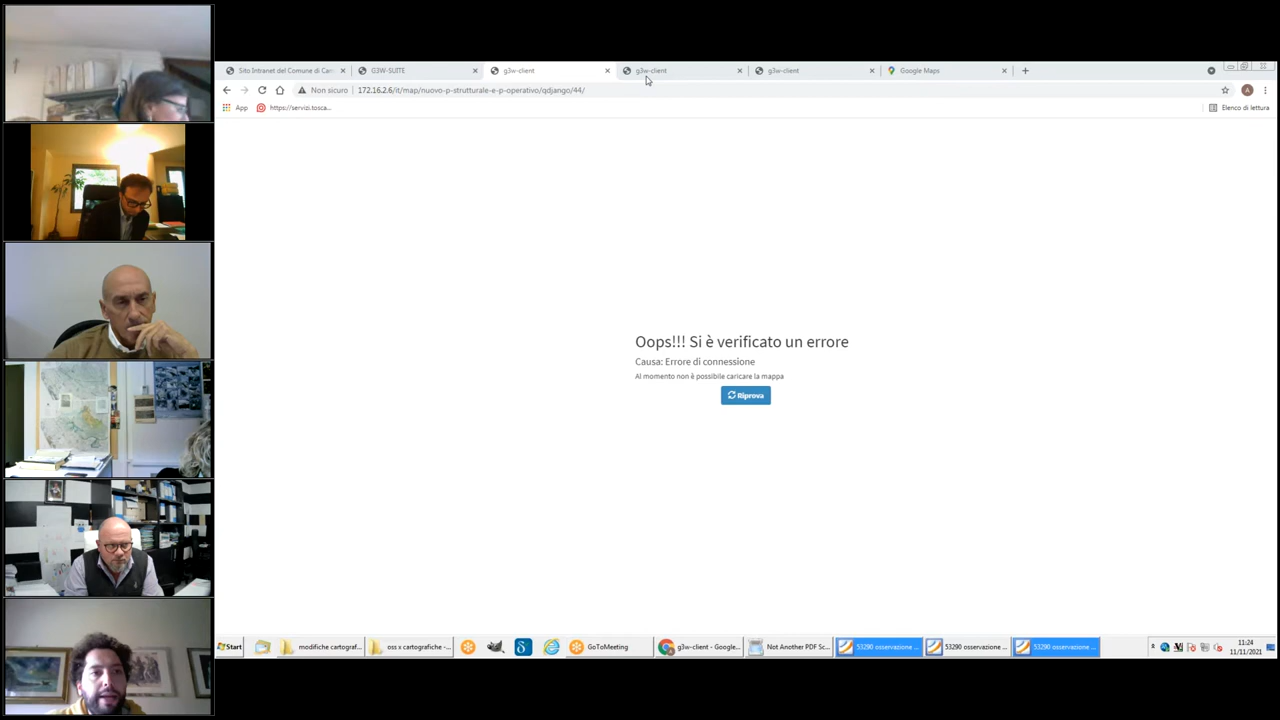 Sito Intranet del Comune di Can
G3W-SUITE
g3w-client
g3w-client
g3w-client
Google Maps
Non sicuro
172.16.2.6/it/map/nuovo-p-strutturale-e-p-operativo/qdjango/44/
A
App
https://servizi.tosca...
Elenco di lettura
Oops!!! Si è verificato un errore
Causa: Errore di connessione
Al momento non è possibile caricare la mappa
Riprova
Start
modifiche cartograf...
oss x cartografiche -...
GoToMeeting
g3w-client - Google...
Not Another PDF Sc...
53290 osservazione ...
53290 osservazione ...
53290 osservazione ...
11:24
11/11/2021